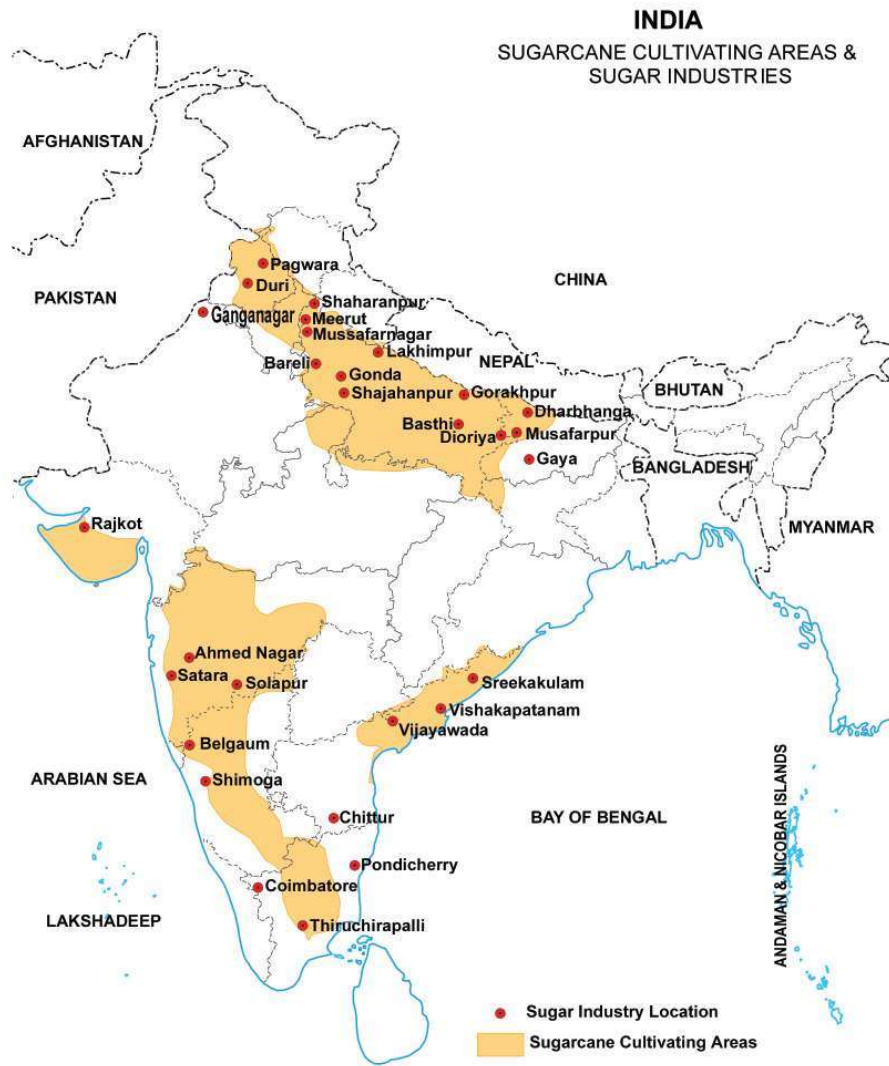 INDIA
SUGARCANE CULTIVATING AREAS &
SUGAR INDUSTRIES
AFGHANISTAN
PAKISTAN
CHINA
Pagwara
Duri
Shaharanpur
Ganganagar
Meerut
Mussafarnagar
Lakhimpur
NEPAL
Bareli
Gonda
Shajahanpur
Gorakhpur
BHUTAN
Dharbhanga
Basthi
Dioriya
Musafarpur
Gaya
BANGLADESH
MYANMAR
Rajkot
Ahmed Nagar
Satara
Solapur
Sreekakulam
Vishakapatanam
Vijayawada
Belgaum
ARABIAN SEA
Shimoga
Chittur
BAY OF BENGAL
Pondicherry
Coimbatore
LAKSHADEEP
Thiruchirapalli
ANDAMAN & NICOBAR ISLANDS
Sugar Industry Location
Sugarcane Cultivating Areas